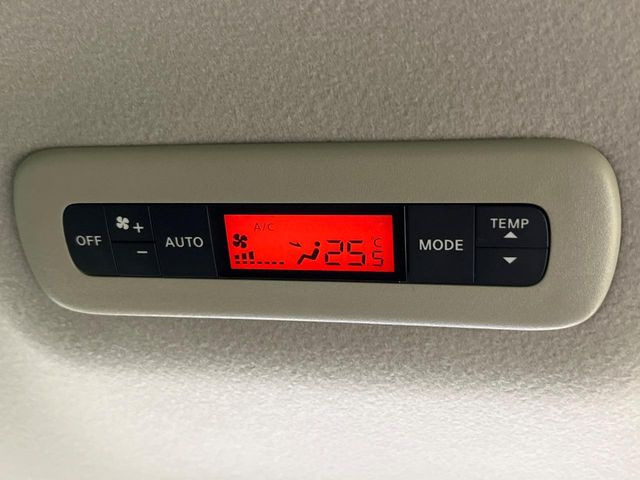 OFF
+
−
AUTO
A/C
25.5 °C
MODE
TEMP